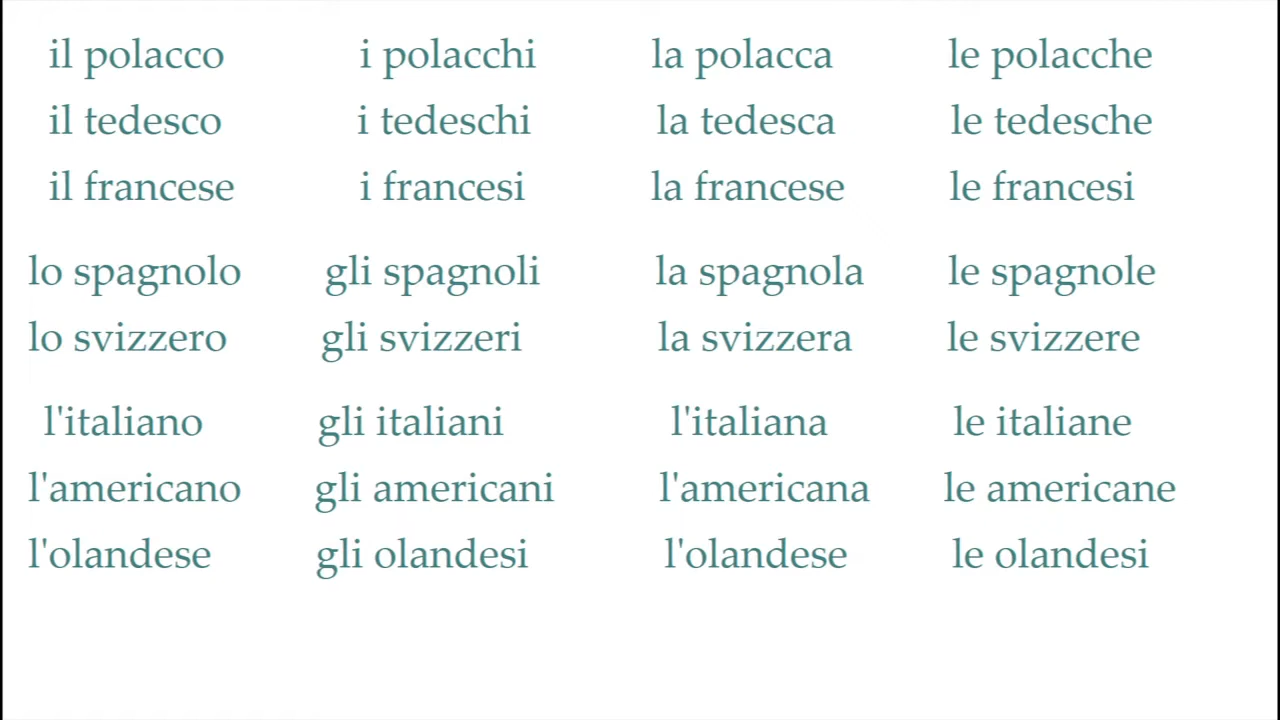 il polacco i polacchi la polacca le polacche
il tedesco i tedeschi la tedesca le tedesche
il francese i francesi la francese le francesi
lo spagnolo gli spagnoli la spagnola le spagnole
lo svizzero gli svizzeri la svizzera le svizzere
l'italiano gli italiani l'italiana le italiane
l'americano gli americani l'americana le americane
l'olandese gli olandesi l'olandese le olandesi